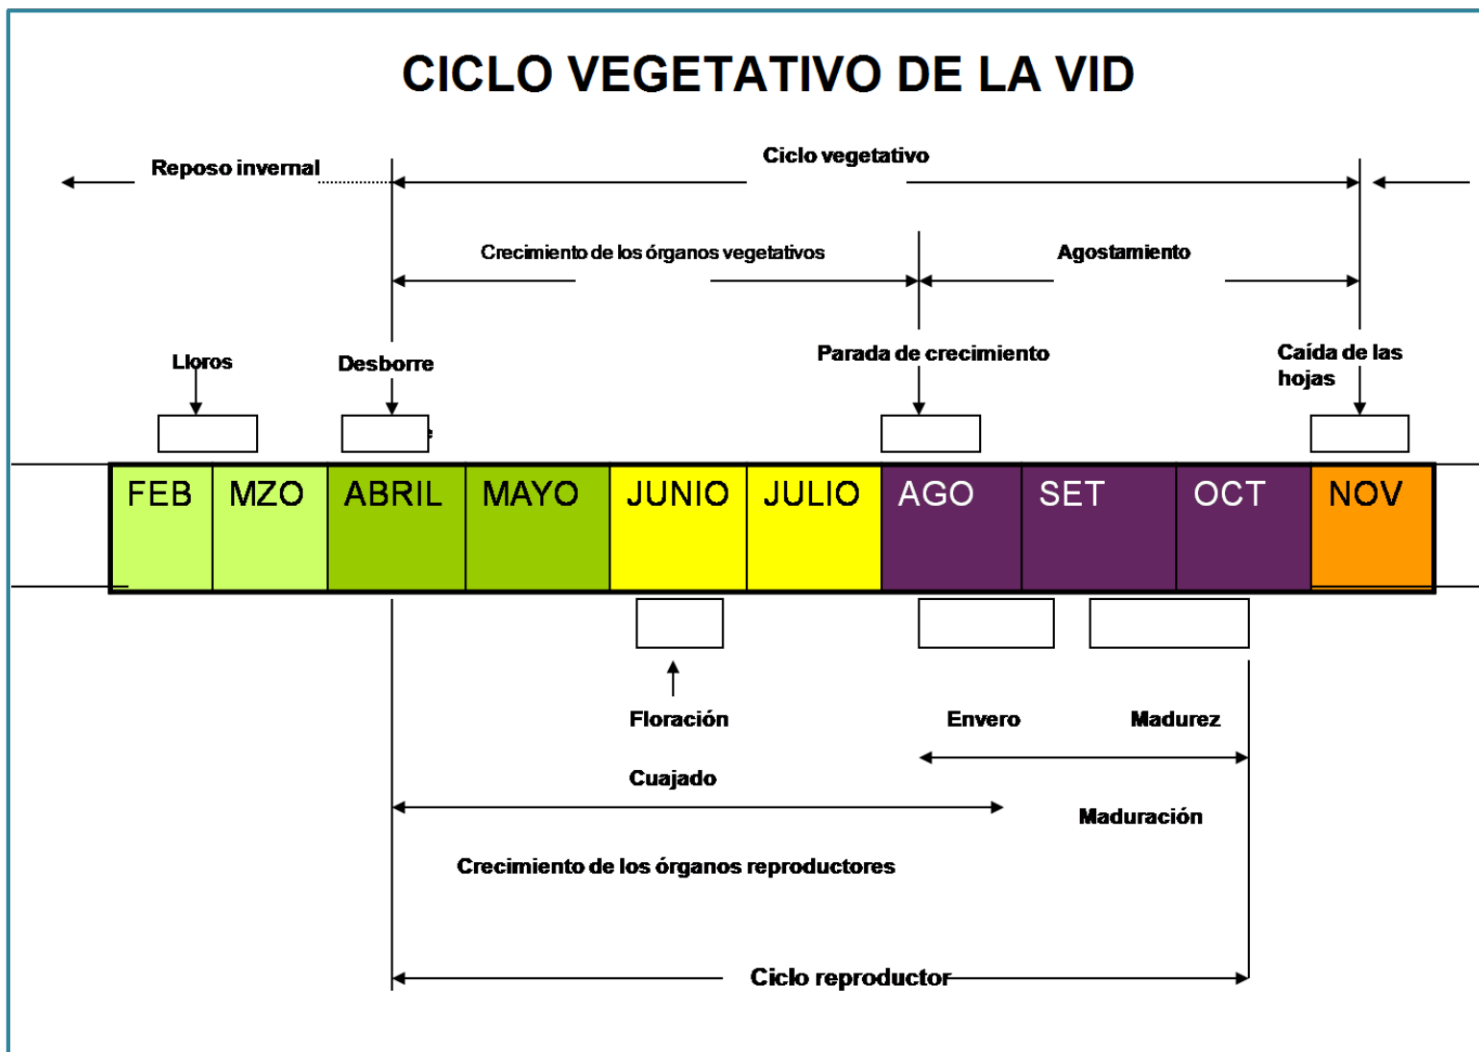 CICLO VEGETATIVO DE LA VID
Reposo invernal
Ciclo vegetativo
Crecimiento de los órganos vegetativos
Agostamiento
Lloros
Desborre
Parada de crecimiento
Caída de las
hojas
FEB MZO ABRIL MAYO JUNIO JULIO AGO SET OCT NOV
Floración
Envero
Madurez
Cuajado
Maduración
Crecimiento de los órganos reproductores
Ciclo reproductor